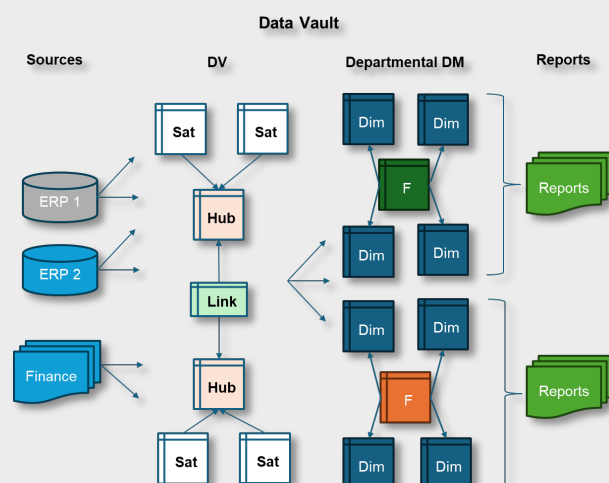 Data Vault
Sources
DV
Departmental DM
Reports
Sat
Sat
Dim
Dim
ERP 1
Hub
F
Reports
ERP 2
Dim
Dim
Link
Dim
Dim
Finance
Hub
F
Reports
Sat
Sat
Dim
Dim